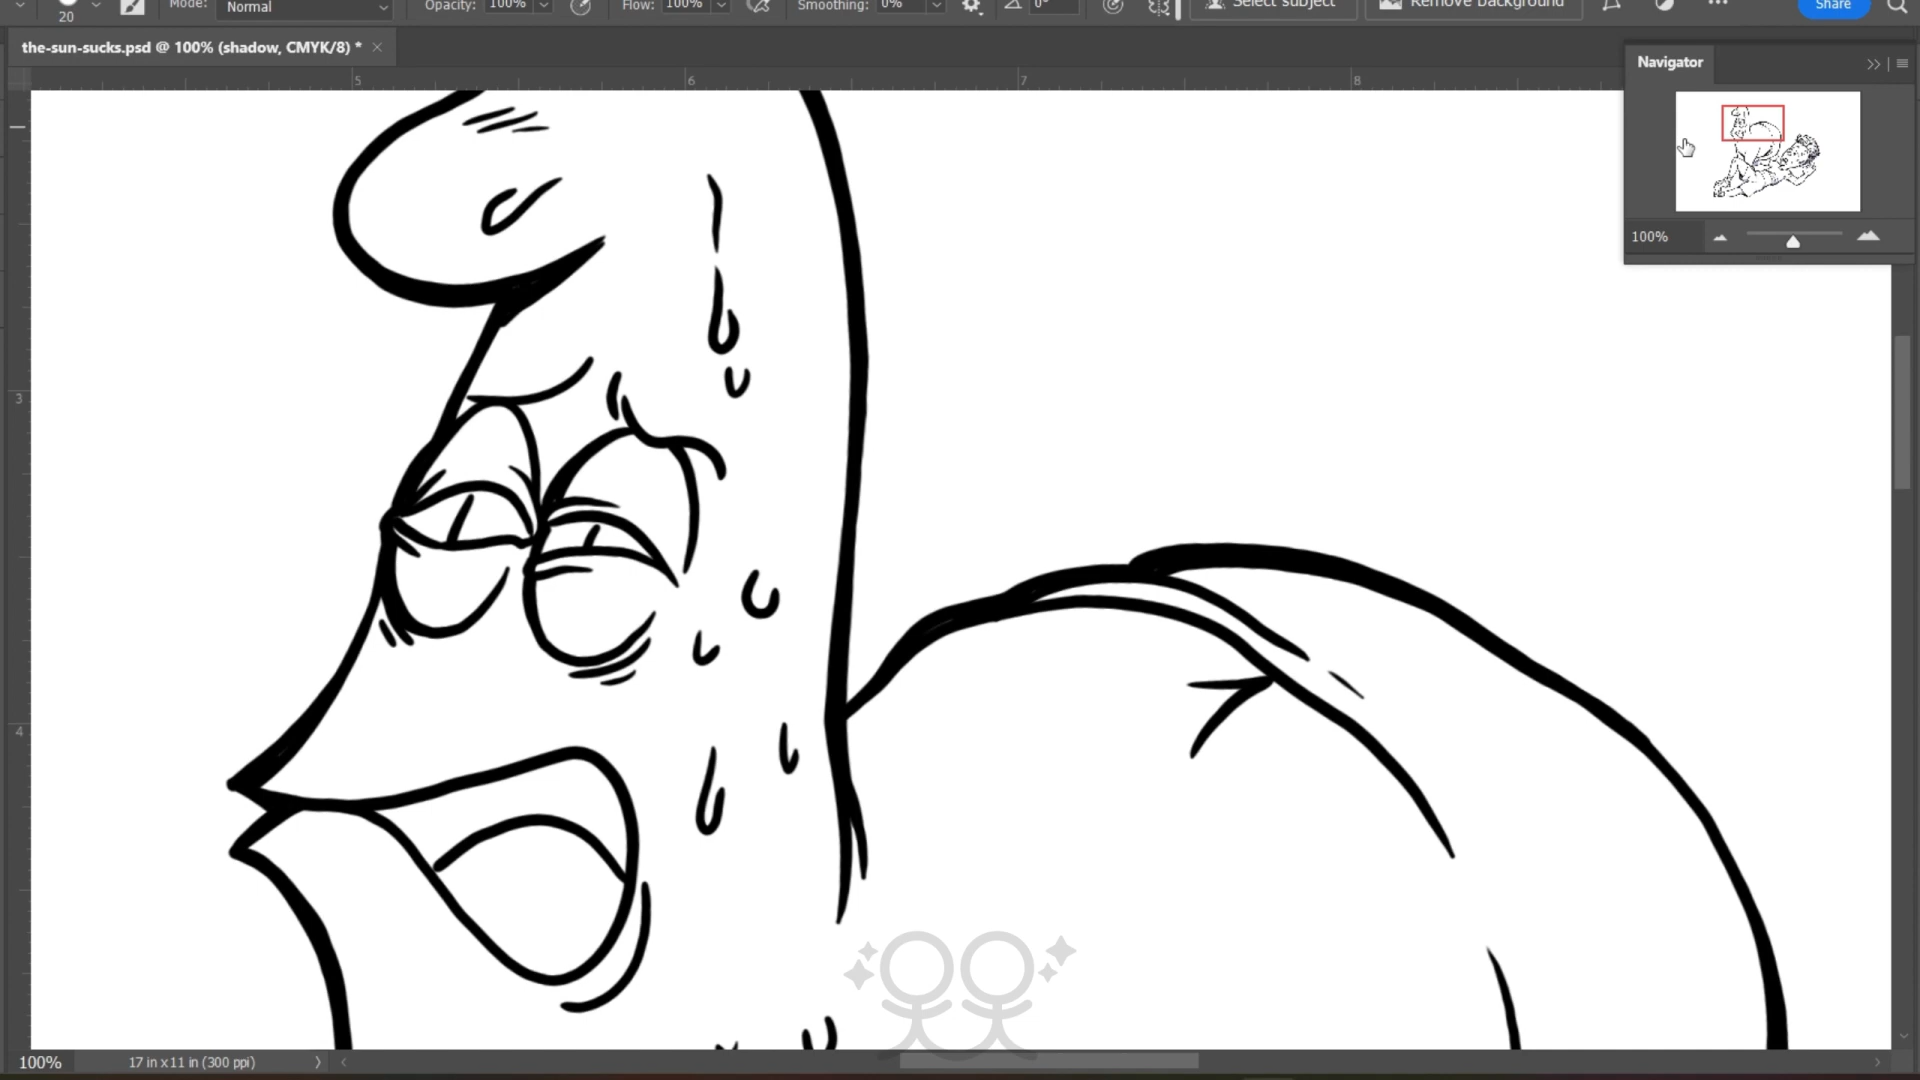 20 Mode: Normal Opacity: 100% Flow: 100% Smoothing: 0% 0° Select subject Remove background Share
the-sun-sucks.psd @ 100% (shadow, CMYK/8) * ×
Navigator
5 6 7 8
100%
3
4
100% 17 in x 11 in (300 ppi)